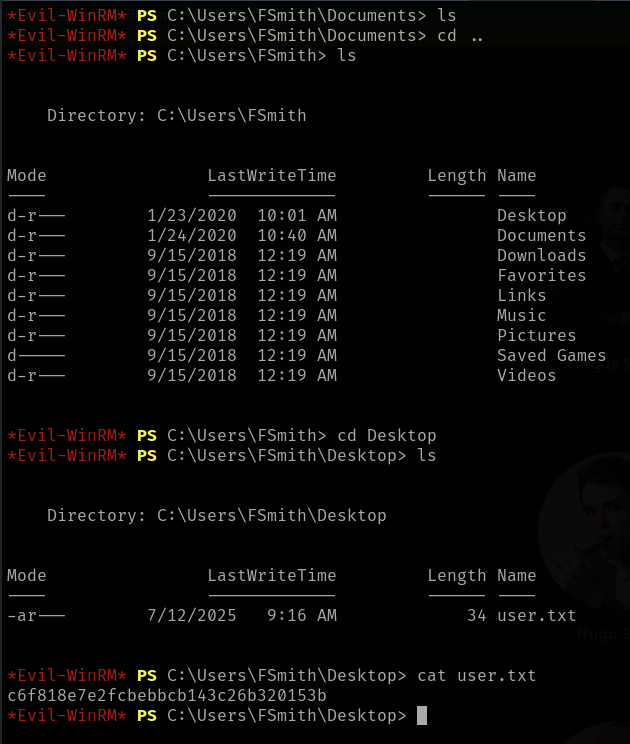 *Evil-WinRM* PS C:\Users\FSmith\Documents> ls
*Evil-WinRM* PS C:\Users\FSmith\Documents> cd ..
*Evil-WinRM* PS C:\Users\FSmith> ls
Directory: C:\Users\FSmith
Mode LastWriteTime Length Name
---- ------------- ------ ----
d-r--- 1/23/2020 10:01 AM Desktop
d-r--- 1/24/2020 10:40 AM Documents
d-r--- 9/15/2018 12:19 AM Downloads
d-r--- 9/15/2018 12:19 AM Favorites
d-r--- 9/15/2018 12:19 AM Links
d-r--- 9/15/2018 12:19 AM Music
d-r--- 9/15/2018 12:19 AM Pictures
d----- 9/15/2018 12:19 AM Saved Games
d-r--- 9/15/2018 12:19 AM Videos
*Evil-WinRM* PS C:\Users\FSmith> cd Desktop
*Evil-WinRM* PS C:\Users\FSmith\Desktop> ls
Directory: C:\Users\FSmith\Desktop
Mode LastWriteTime Length Name
---- ------------- ------ ----
-ar--- 7/12/2025 9:16 AM 34 user.txt
Hugo
*Evil-WinRM* PS C:\Users\FSmith\Desktop> cat user.txt
c6f818e7e2fcbebbcb143c26b320153b
*Evil-WinRM* PS C:\Users\FSmith\Desktop>